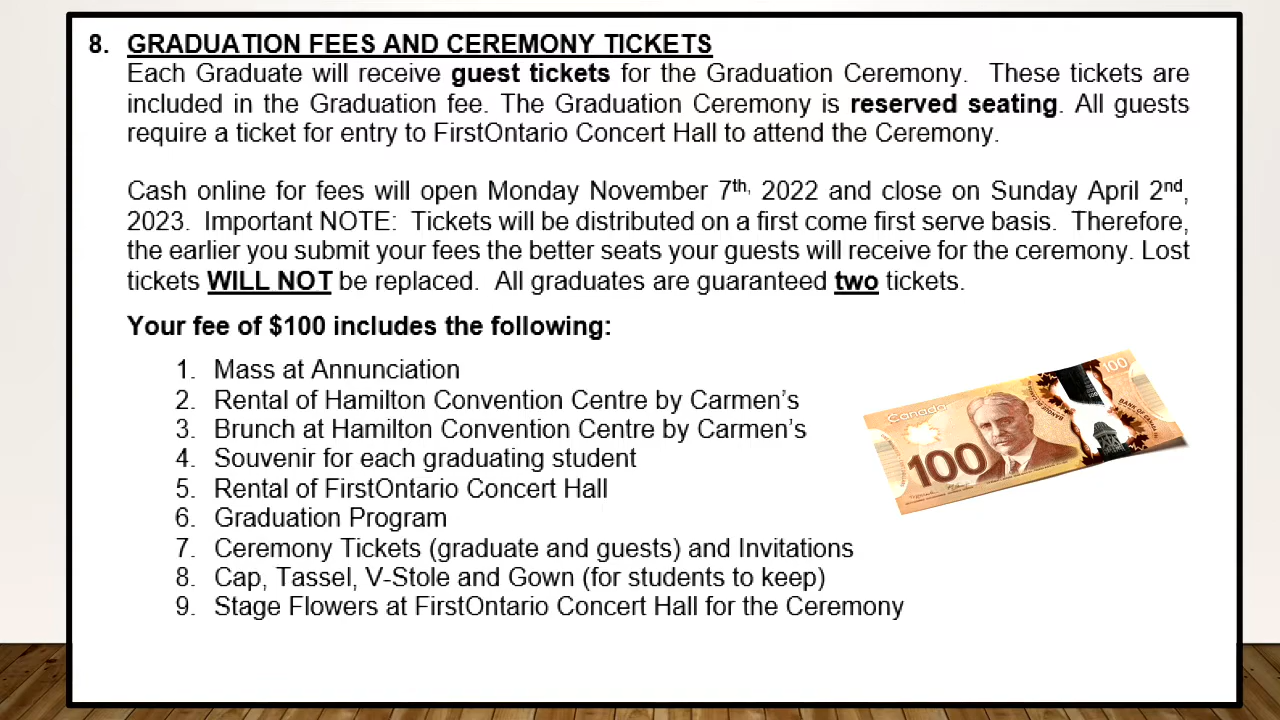 8. GRADUATION FEES AND CEREMONY TICKETS
Each Graduate will receive guest tickets for the Graduation Ceremony. These tickets are
included in the Graduation fee. The Graduation Ceremony is reserved seating. All guests
require a ticket for entry to FirstOntario Concert Hall to attend the Ceremony.
Cash online for fees will open Monday November 7th, 2022 and close on Sunday April 2nd,
2023. Important NOTE: Tickets will be distributed on a first come first serve basis. Therefore,
the earlier you submit your fees the better seats your guests will receive for the ceremony. Lost
tickets WILL NOT be replaced. All graduates are guaranteed two tickets.
Your fee of $100 includes the following:
1. Mass at Annunciation
2. Rental of Hamilton Convention Centre by Carmen's
3. Brunch at Hamilton Convention Centre by Carmen's
4. Souvenir for each graduating student
5. Rental of FirstOntario Concert Hall
6. Graduation Program
7. Ceremony Tickets (graduate and guests) and Invitations
8. Cap, Tassel, V-Stole and Gown (for students to keep)
9. Stage Flowers at FirstOntario Concert Hall for the Ceremony
Canada
100
100